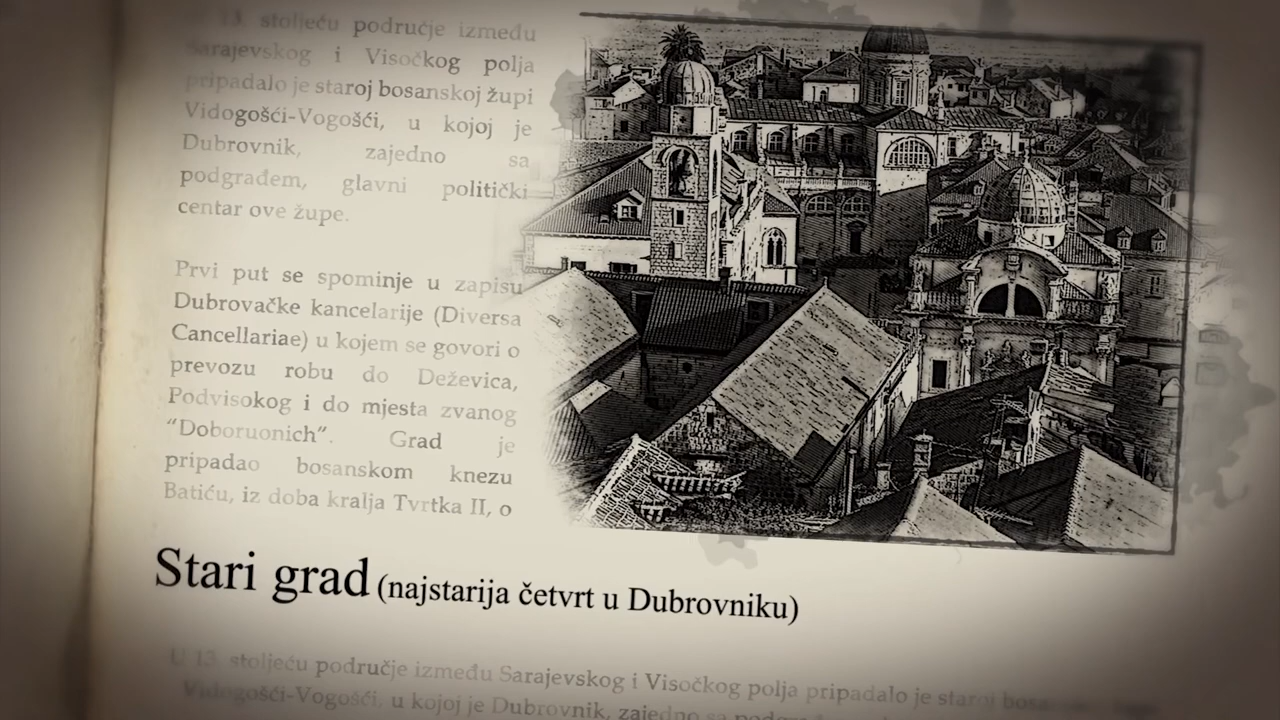 U 13. stoljeću područje između
Sarajevskog i Visočkog polja
pripadalo je staroj bosanskoj župi
Vidogošći-Vogošći, u kojoj je
Dubrovnik, zajedno sa
podgrađem, glavni politički
centar ove župe.
Prvi put se spominje u zapisu
Dubrovačke kancelarije (Diversa
Cancellariae) u kojem se govori o
prevozu robu do Deževica,
Podvisokog i do mjesta zvanog
“Doboruonich”. Grad je
pripadao bosanskom knezu
Batiću, iz doba kralja Tvrtka II, o
Stari grad (najstarija četvrt u Dubrovniku)
U 13. stoljeću područje između Sarajevskog i Visočkog polja pripadalo je staroj
Vidogošći-Vogošći, u kojoj je Dubrovnik, zajedno sa